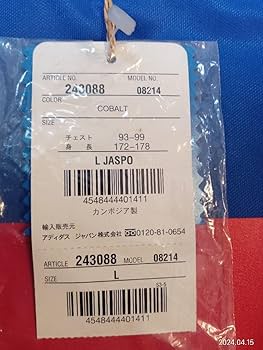 ARTICLE NO. 243088 MODEL NO. 08214
COLOR
COBALT
SIZE
チェスト 93-99
身 長 172-178
L JASPO
4548444401411
カンボジア製
輸入販売元
アディダス ジャパン株式会社 0120-81-0654
ARTICLE 243088 MODEL 08214
SIZE L
4548444401411
53-5
2024.04.15